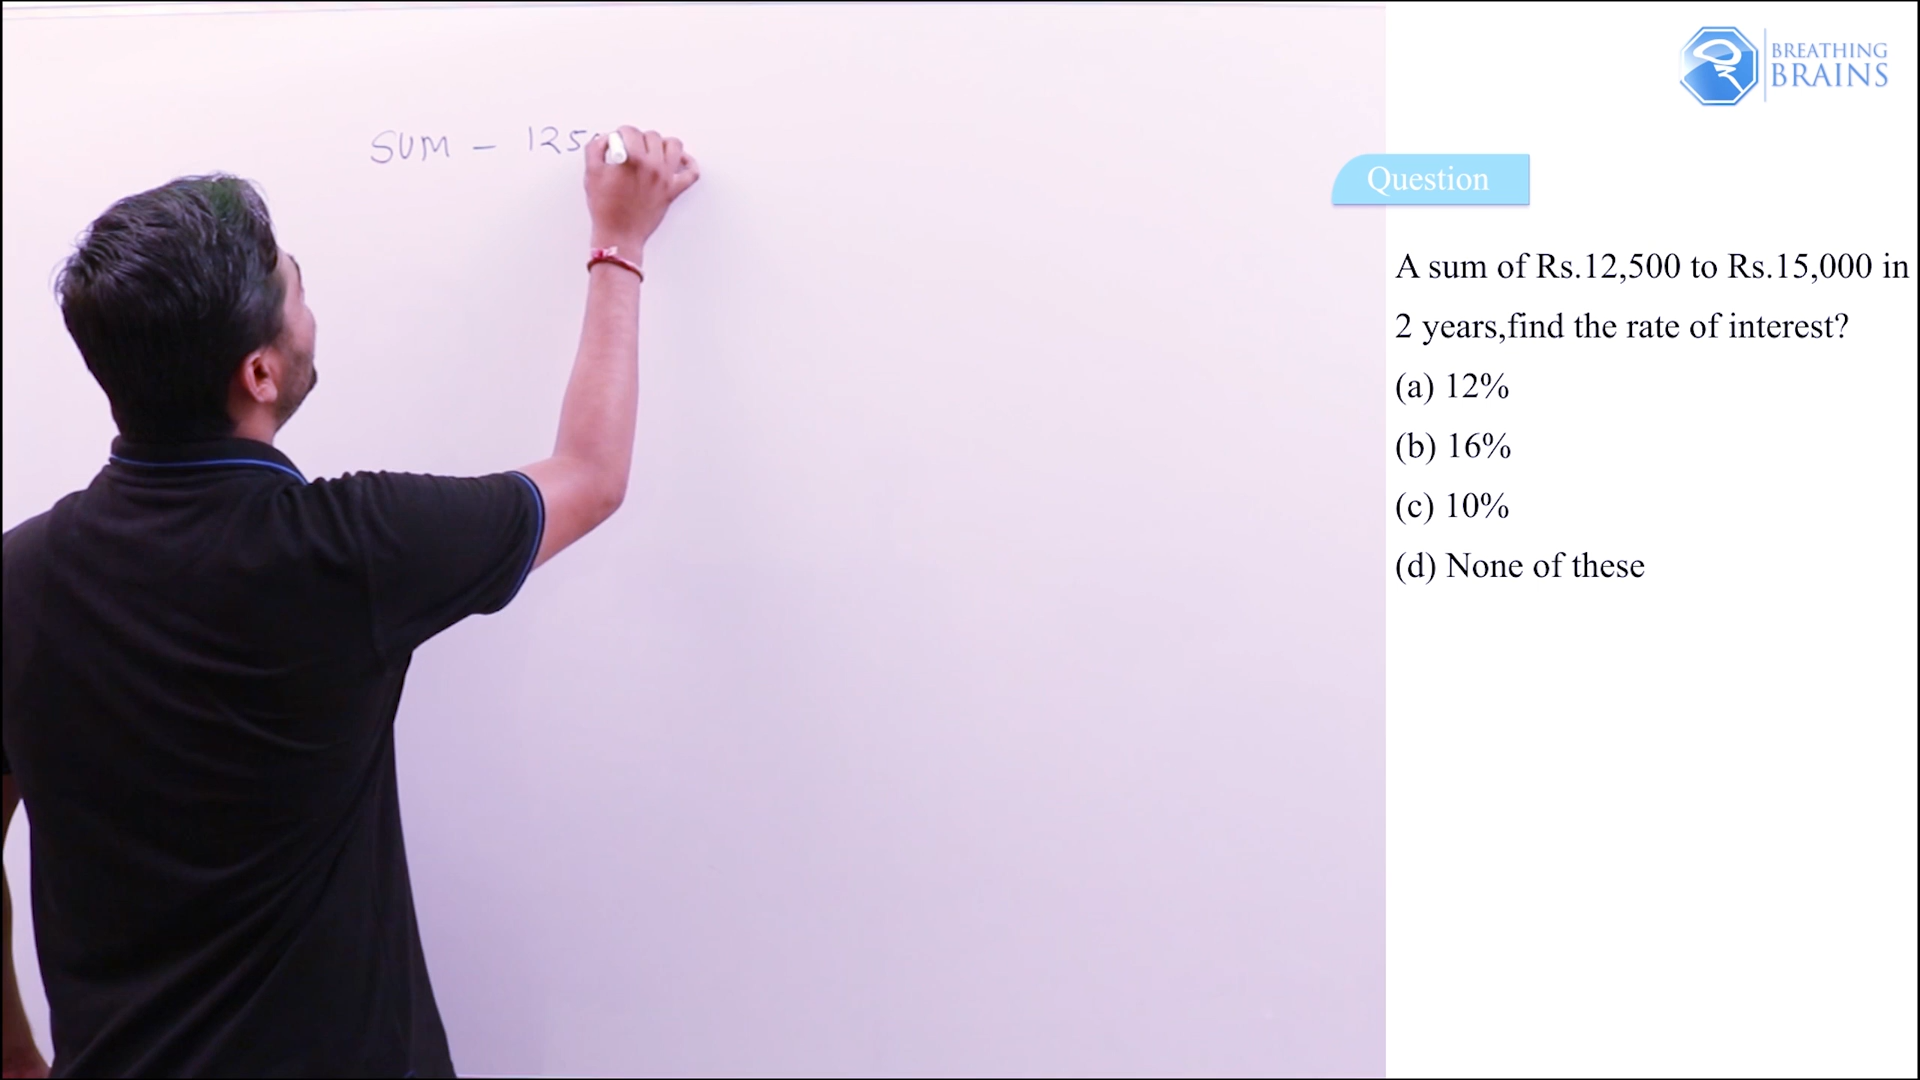 SUM - 125
BREATHING
BRAINS
Question
A sum of Rs.12,500 to Rs.15,000 in
2 years,find the rate of interest?
(a) 12%
(b) 16%
(c) 10%
(d) None of these